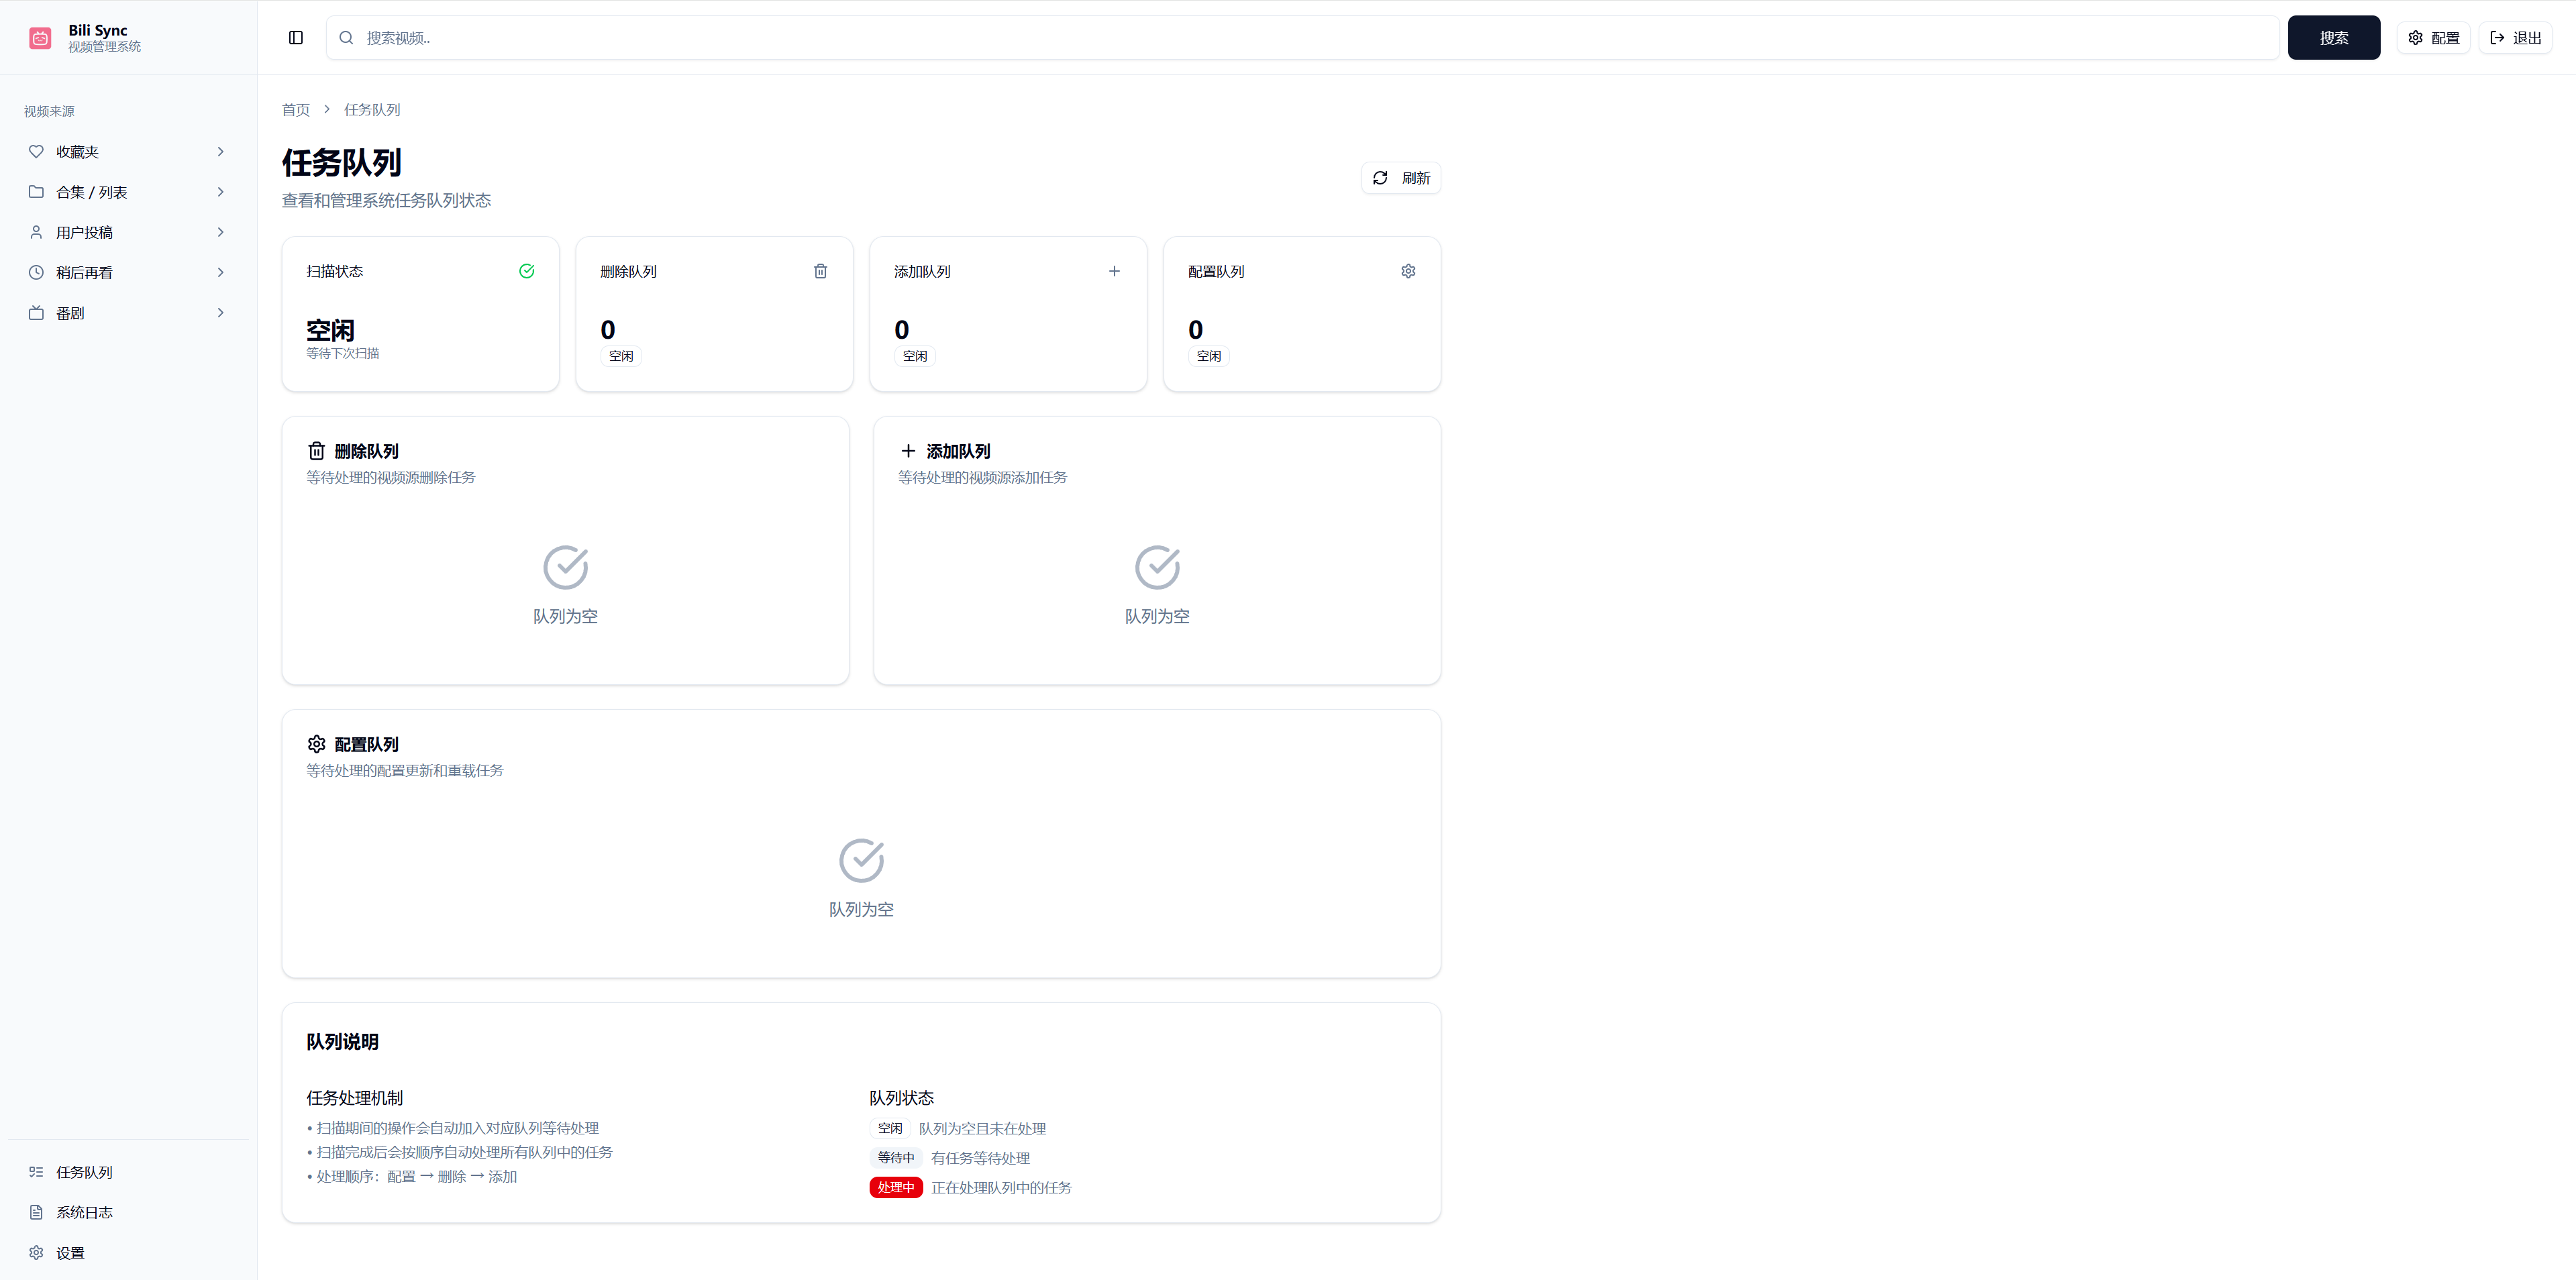 Bili Sync
视频管理系统
搜索视频..
搜索
配置
退出
视频来源
收藏夹
合集 / 列表
用户投稿
稍后再看
番剧
任务队列
系统日志
设置
首页 > 任务队列
任务队列
查看和管理系统任务队列状态
刷新
扫描状态
空闲
等待下次扫描
删除队列
0
空闲
添加队列
0
空闲
配置队列
0
空闲
删除队列
等待处理的视频源删除任务
队列为空
添加队列
等待处理的视频源添加任务
队列为空
配置队列
等待处理的配置更新和重载任务
队列为空
队列说明
任务处理机制
• 扫描期间的操作会自动加入对应队列等待处理
• 扫描完成后会按顺序自动处理所有队列中的任务
• 处理顺序：配置 → 删除 → 添加
队列状态
空闲 队列为空且未在处理
等待中 有任务等待处理
处理中 正在处理队列中的任务